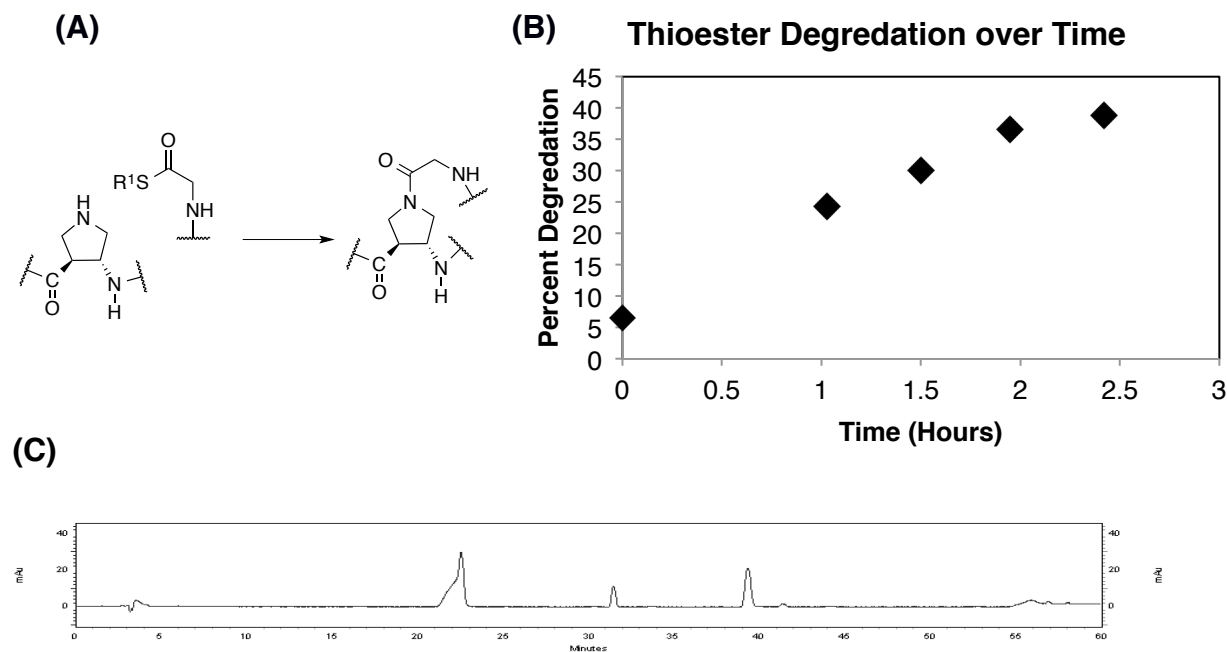 (A)
(B) Thioester Degredation over Time
O
R¹S
NH
H
N
C
O
N
H
O
NH
N
C
O
N
H
45
40
35
30
25
20
15
10
5
0
Percent Degredation
0 0.5 1 1.5 2 2.5 3
Time (Hours)
(C)
40
20
0
mAu
40
20
0
mAu
0 5 10 15 20 25 30 35 40 45 50 55 60
Minutes